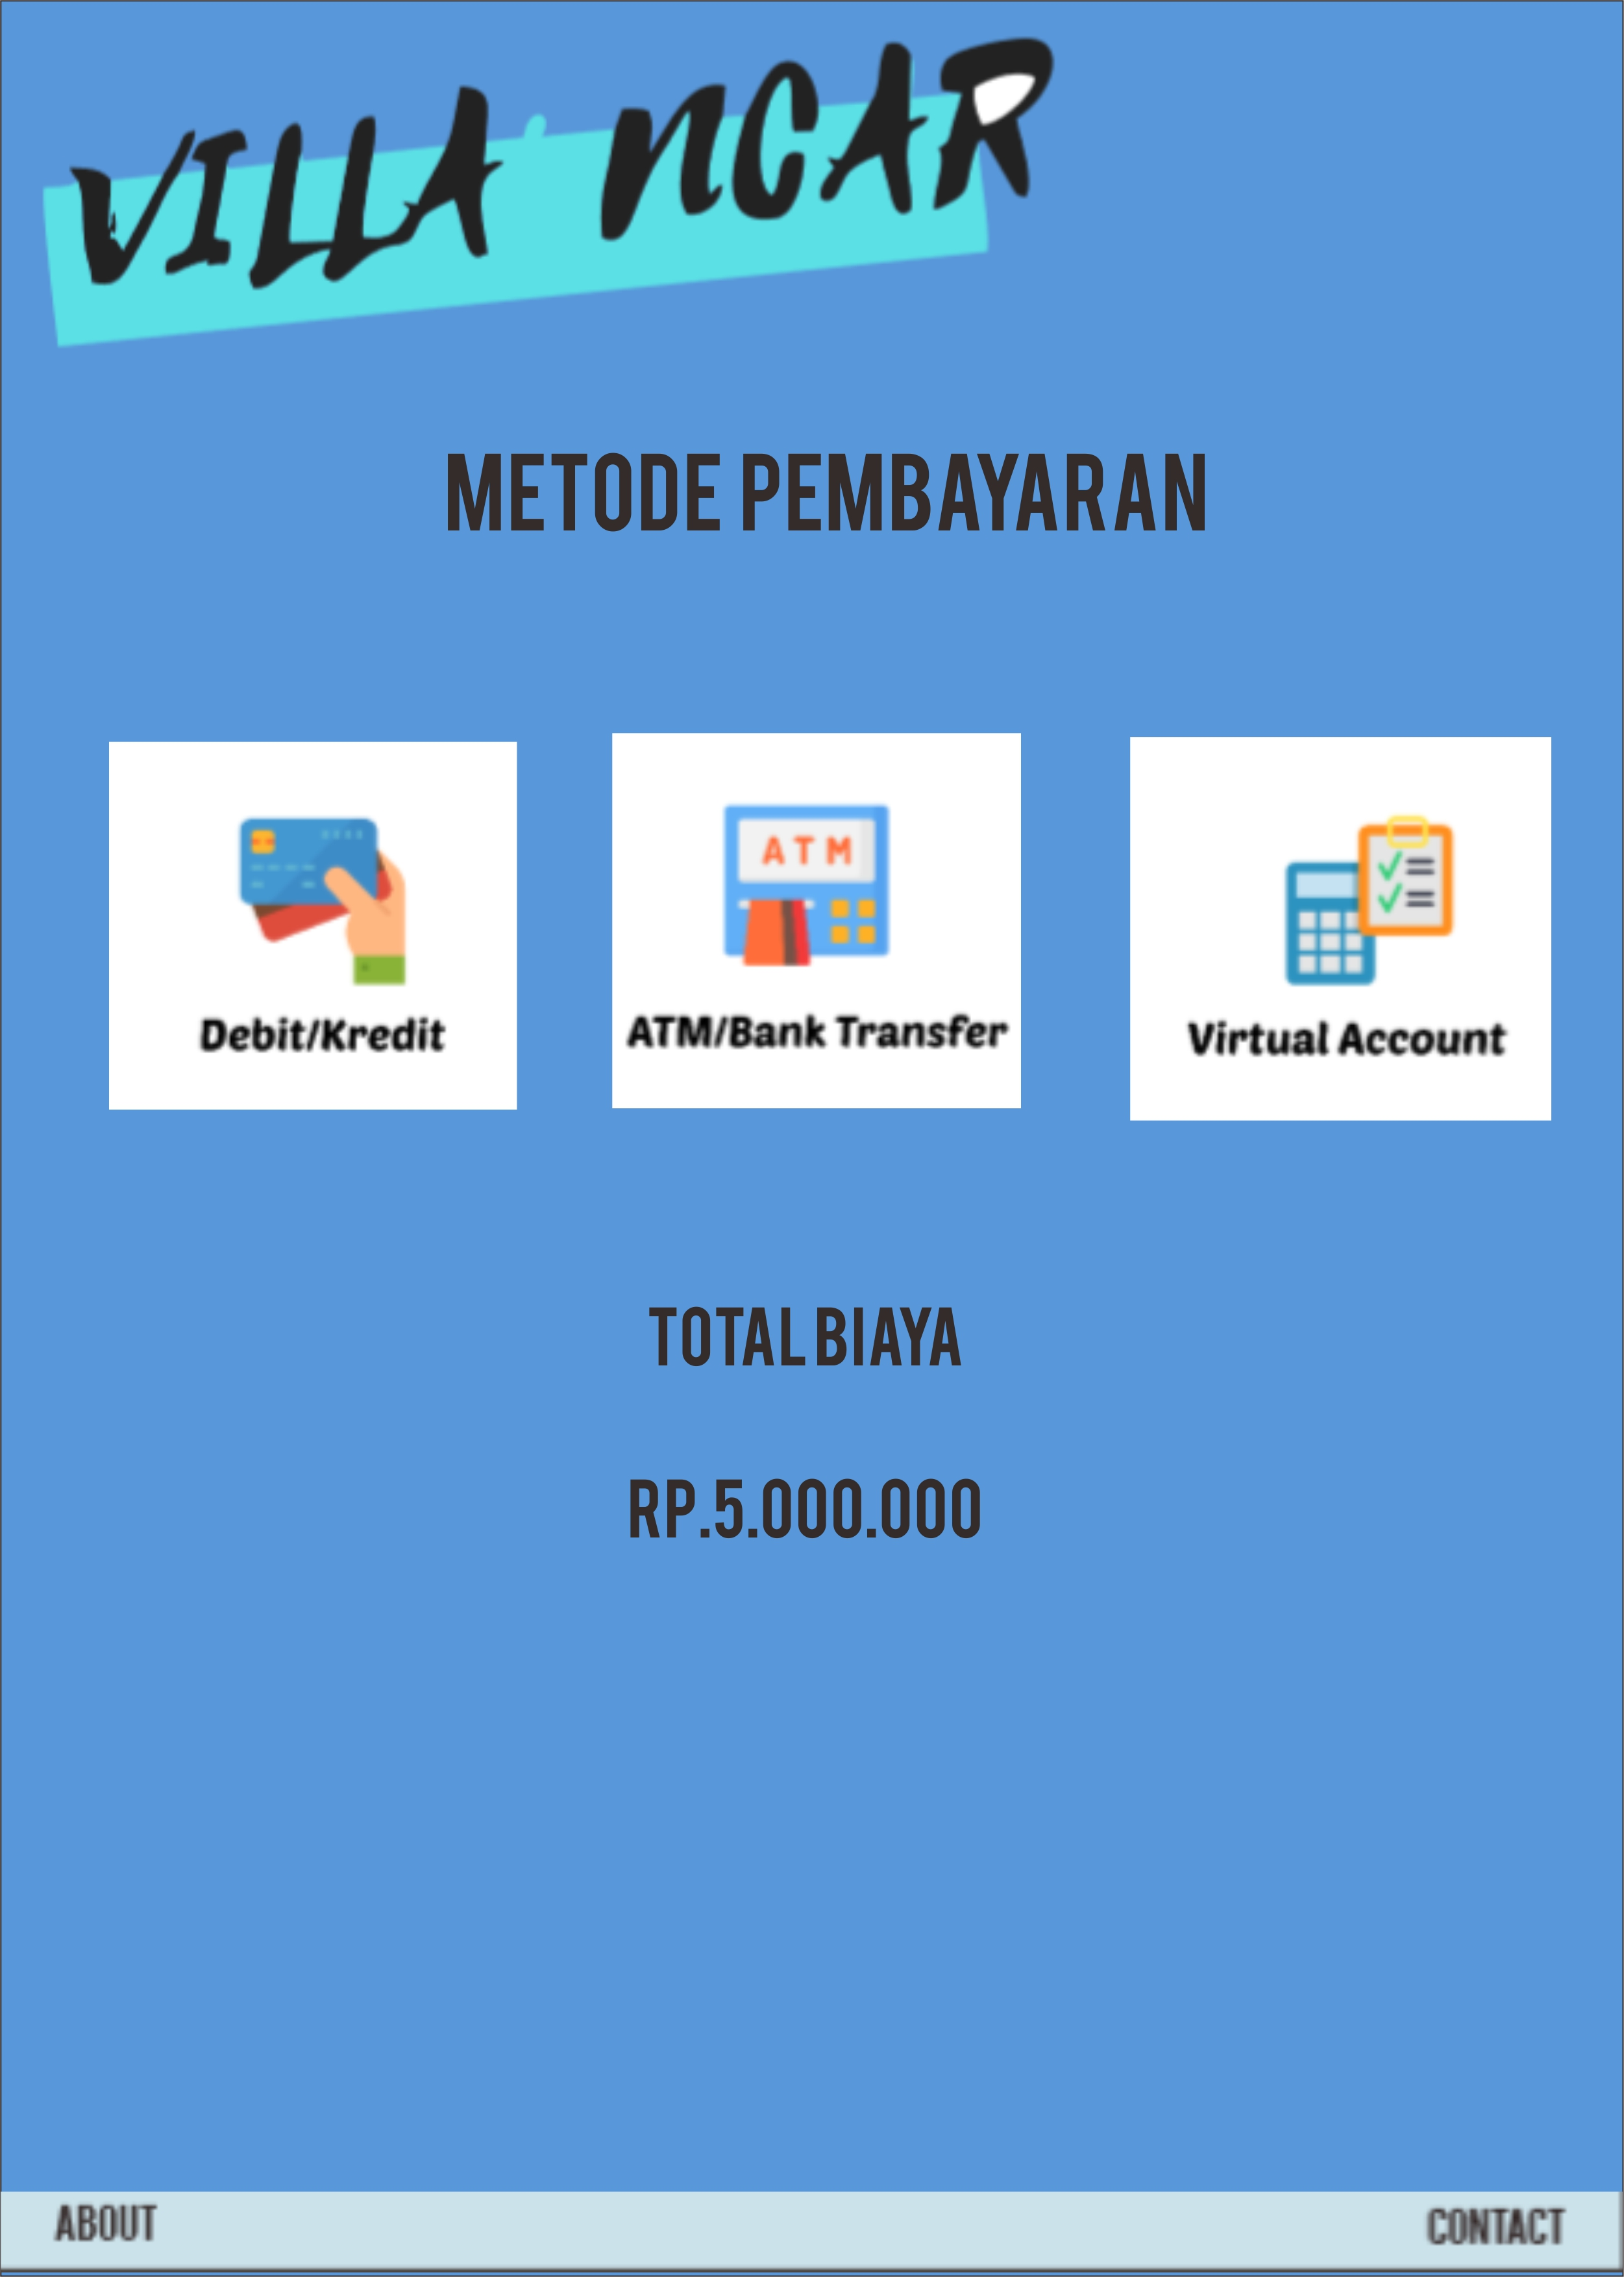 VILLA NCAR
METODE PEMBAYARAN
ATM
Debit/Kredit
ATM/Bank Transfer
Virtual Account
TOTAL BIAYA
RP.5.000.000
ABOUT
CONTACT